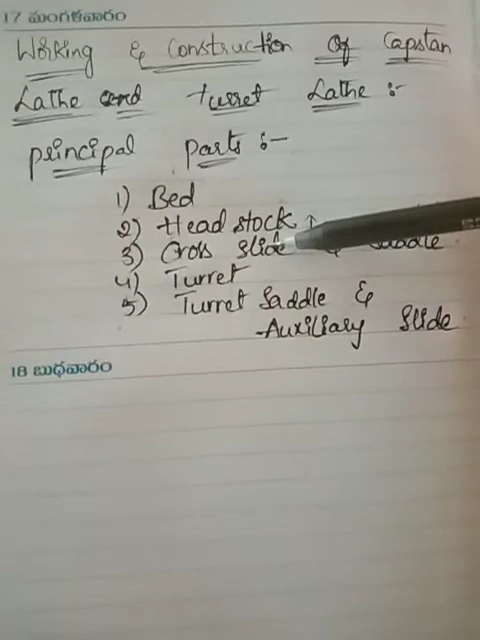 17 మంగళవారం
Working & Construction Of Capstan
Lathe and turret Lathe :-
principal parts :-
1) Bed
2) Head stock
3) Cross slide & Saddle
4) Turret
5) Turret Saddle &
Auxiliary Slide
18 బుధవారం